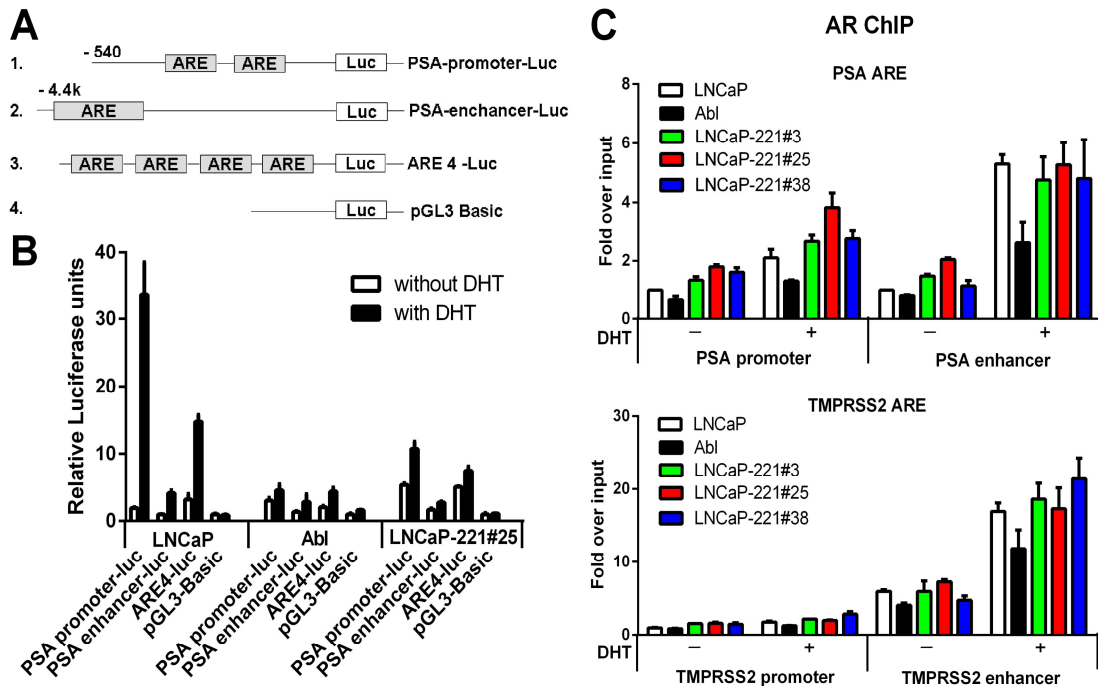 A
1.
- 540
ARE
ARE
Luc
PSA-promoter-Luc
2.
- 4.4k
ARE
Luc
PSA-enchancer-Luc
3.
ARE
ARE
ARE
ARE
Luc
ARE 4 -Luc
4.
Luc
pGL3 Basic
B
Relative Luciferase units
40
30
20
10
0
without DHT
with DHT
LNCaP
Abl
LNCaP-221#25
PSA promoter-luc
PSA enhancer-luc
ARE4-luc
pGL3-Basic
PSA promoter-luc
PSA enhancer-luc
ARE4-luc
pGL3-Basic
PSA promoter-luc
PSA enhancer-luc
ARE4-luc
pGL3-Basic
C
AR ChIP
PSA ARE
Fold over input
8
6
4
2
0
LNCaP
Abl
LNCaP-221#3
LNCaP-221#25
LNCaP-221#38
DHT
–
+
–
+
PSA promoter
PSA enhancer
TMPRSS2 ARE
Fold over input
30
20
10
0
LNCaP
Abl
LNCaP-221#3
LNCaP-221#25
LNCaP-221#38
DHT
–
+
–
+
TMPRSS2 promoter
TMPRSS2 enhancer